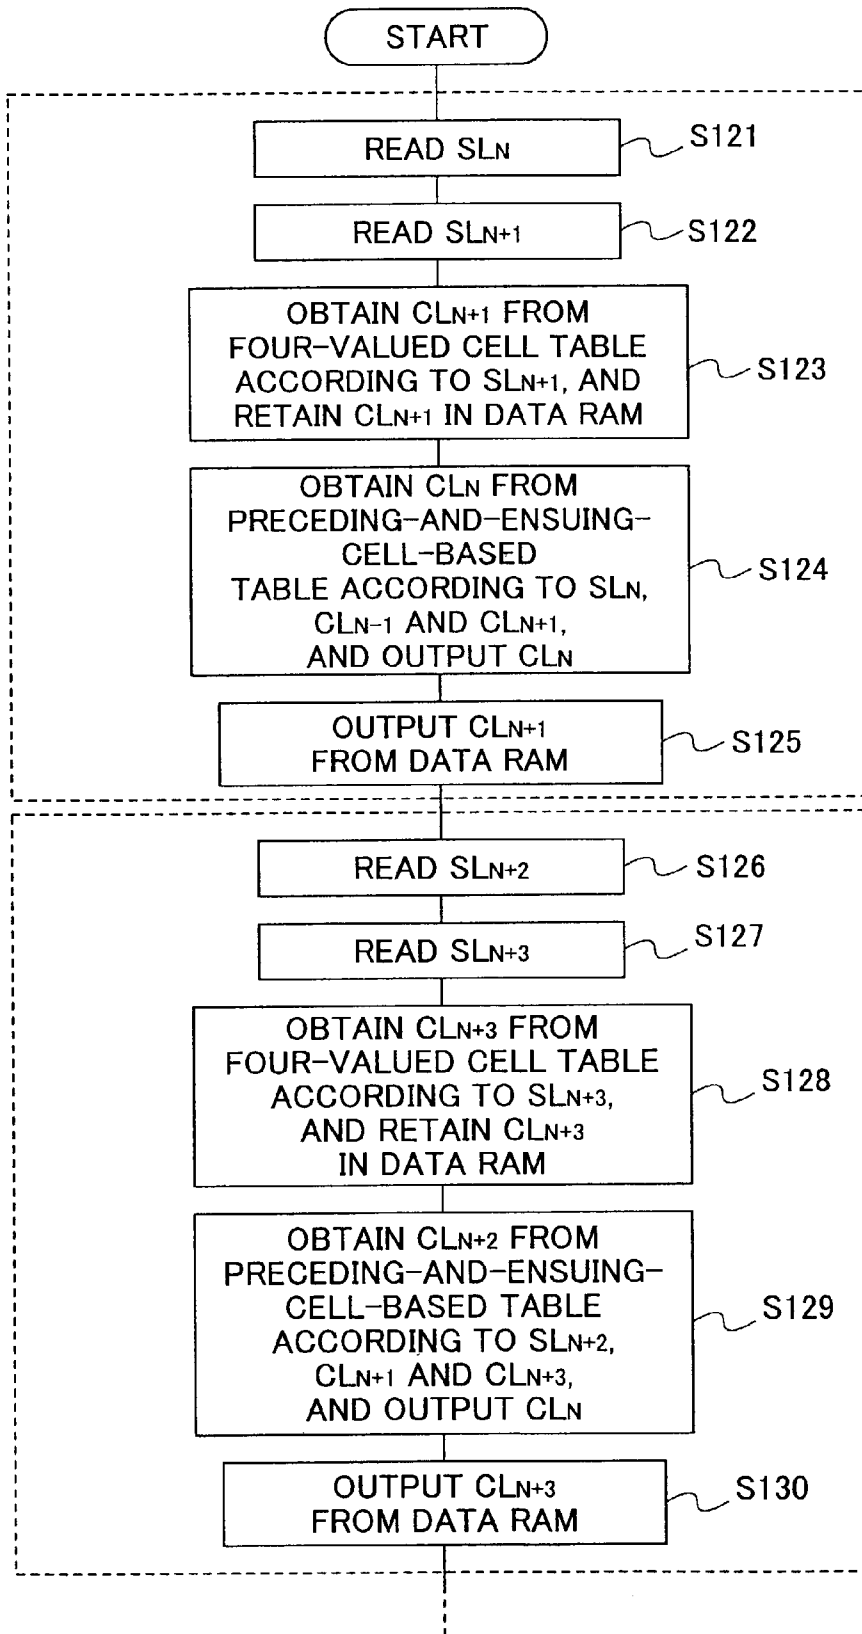 START
READ SLN
S121
READ SLN+1
S122
OBTAIN CLN+1 FROM
FOUR-VALUED CELL TABLE
ACCORDING TO SLN+1, AND
RETAIN CLN+1 IN DATA RAM
S123
OBTAIN CLN FROM
PRECEDING-AND-ENSUING-
CELL-BASED
TABLE ACCORDING TO SLN,
CLN-1 AND CLN+1,
AND OUTPUT CLN
S124
OUTPUT CLN+1
FROM DATA RAM
S125
READ SLN+2
S126
READ SLN+3
S127
OBTAIN CLN+3 FROM
FOUR-VALUED CELL TABLE
ACCORDING TO SLN+3,
AND RETAIN CLN+3
IN DATA RAM
S128
OBTAIN CLN+2 FROM
PRECEDING-AND-ENSUING-
CELL-BASED TABLE
ACCORDING TO SLN+2,
CLN+1 AND CLN+3,
AND OUTPUT CLN
S129
OUTPUT CLN+3
FROM DATA RAM
S130